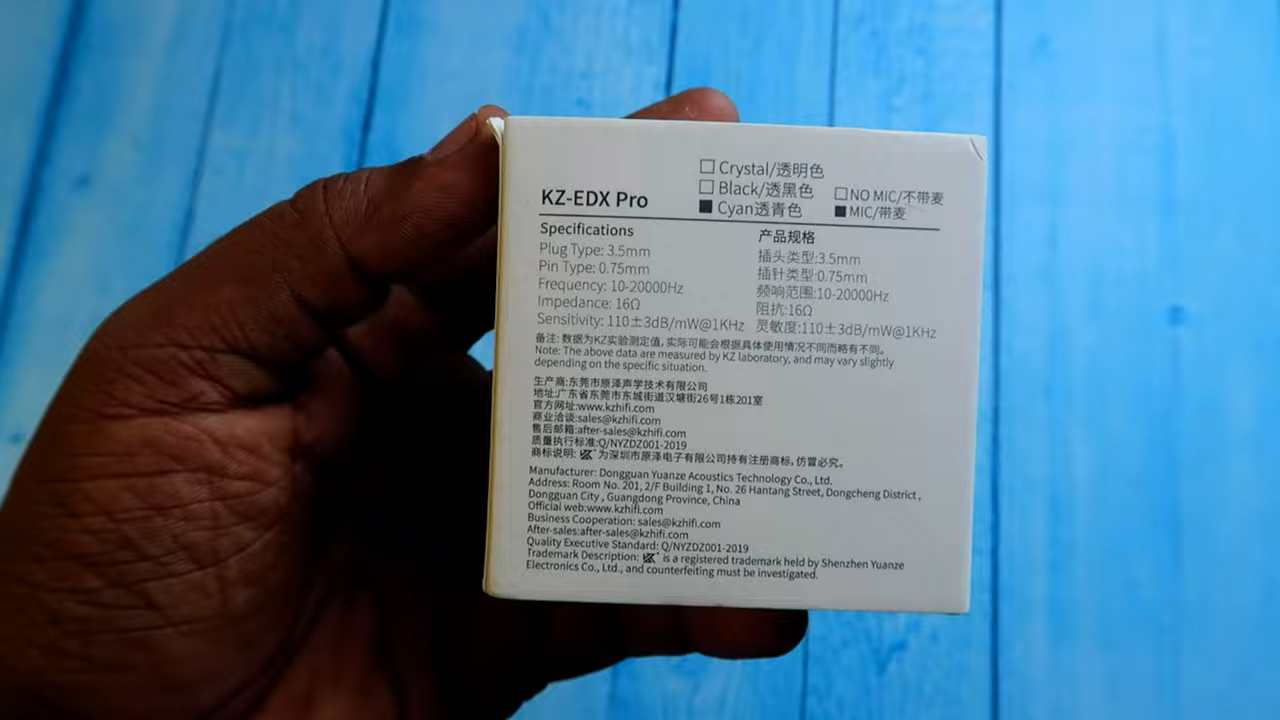 KZ-EDX Pro
□ Crystal/透明色
□ Black/透黑色
■ Cyan透青色
□ NO MIC/不带麦
■ MIC/带麦
Specifications
Plug Type: 3.5mm
Pin Type: 0.75mm
Frequency: 10-20000Hz
Impedance: 16Ω
Sensitivity: 110±3dB/mW@1KHz
产品规格
插头类型:3.5mm
插针类型:0.75mm
频响范围:10-20000Hz
阻抗:16Ω
灵敏度:110±3dB/mW@1KHz
备注: 数据为KZ实验测定值,实际可能会根据具体使用情况不同而略有不同。
Note: The above data are measured by KZ laboratory, and may vary slightly
depending on the specific situation.
生产商:东莞市原泽声学技术有限公司
地址:广东省东莞市东城街道汉塘街26号1栋201室
官方网址:www.kzhifi.com
商业洽谈:sales@kzhifi.com
售后邮箱:after-sales@kzhifi.com
质量执行标准:Q/NYZDZ001-2019
商标说明: KZ 为深圳市原泽电子有限公司持有注册商标,仿冒必究。
Manufacturer: Dongguan Yuanze Acoustics Technology Co., Ltd.
Address: Room No. 201, 2/F Building 1, No. 26 Hantang Street, Dongcheng District ,
Dongguan City , Guangdong Province, China
Official web:www.kzhifi.com
Business Cooperation: sales@kzhifi.com
After-sales:after-sales@kzhifi.com
Quality Executive Standard: Q/NYZDZ001-2019
Trademark Description: KZ is a registered trademark held by Shenzhen Yuanze
Electronics Co., Ltd., and counterfeiting must be investigated.